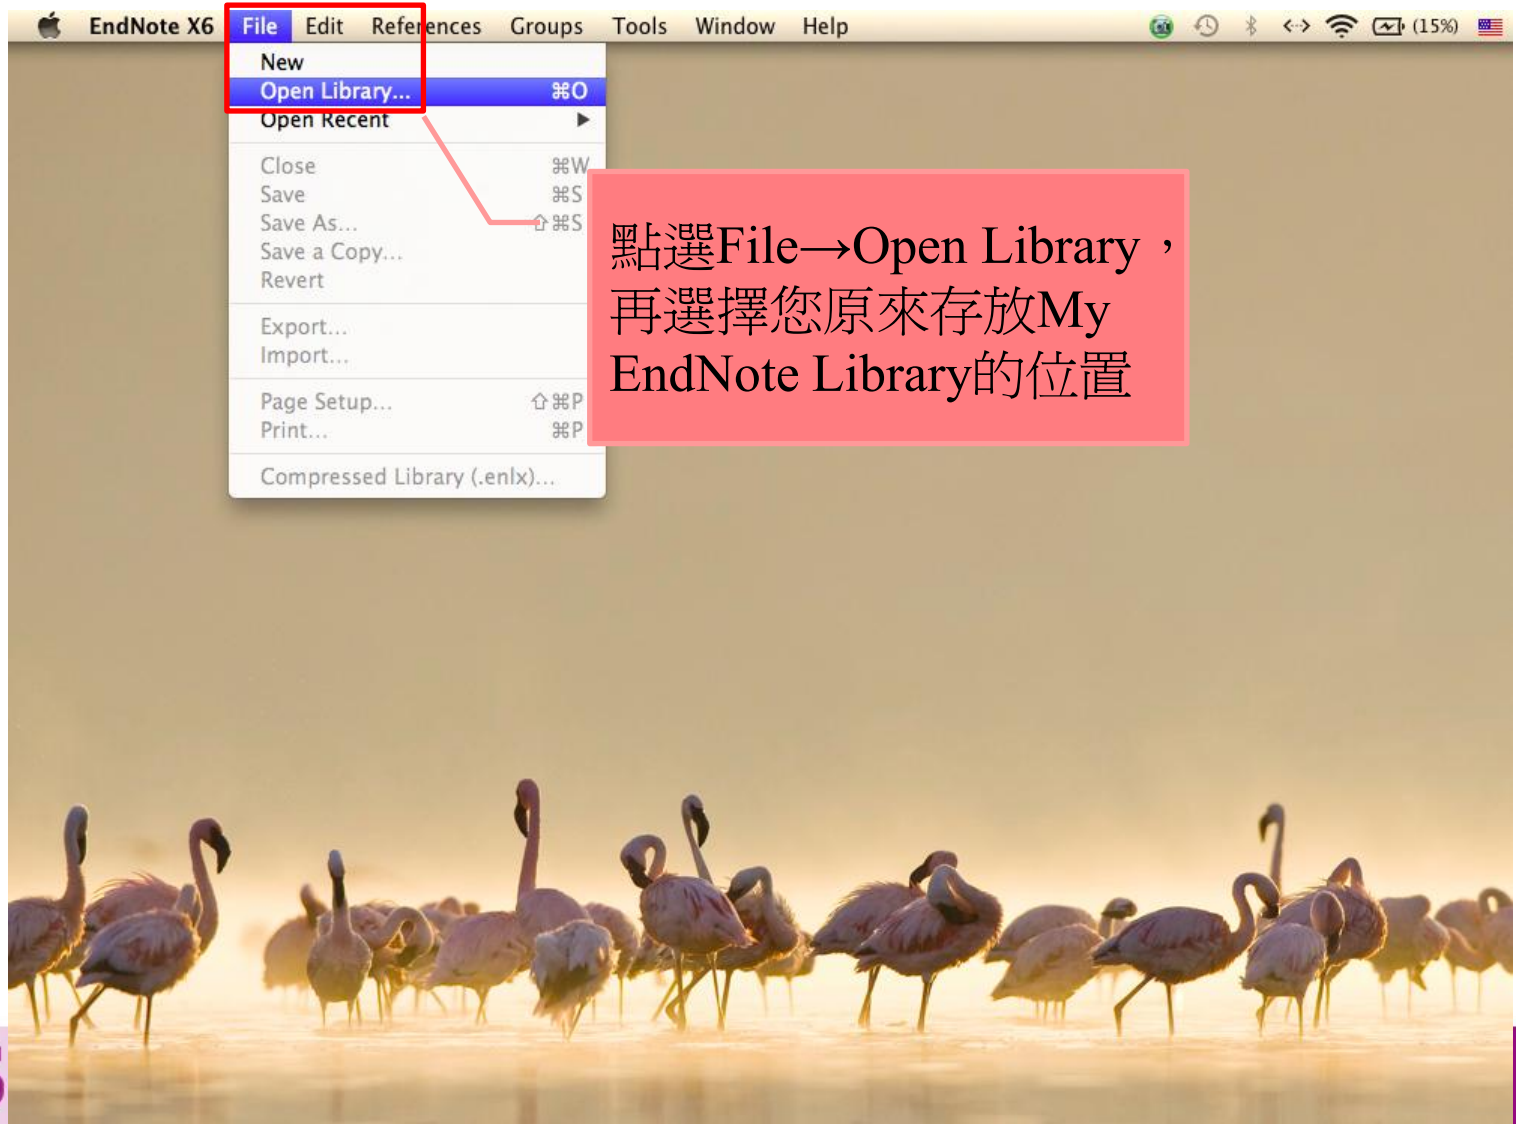 EndNote X6 File Edit References Groups Tools Window Help (15%)
New
Open Library... ⌘O
Open Recent ▶
Close ⌘W
Save ⌘S
Save As... ⇧⌘S
Save a Copy...
Revert
Export...
Import...
Page Setup... ⇧⌘P
Print... ⌘P
Compressed Library (.enlx)...
點選File→Open Library，
再選擇您原來存放My
EndNote Library的位置